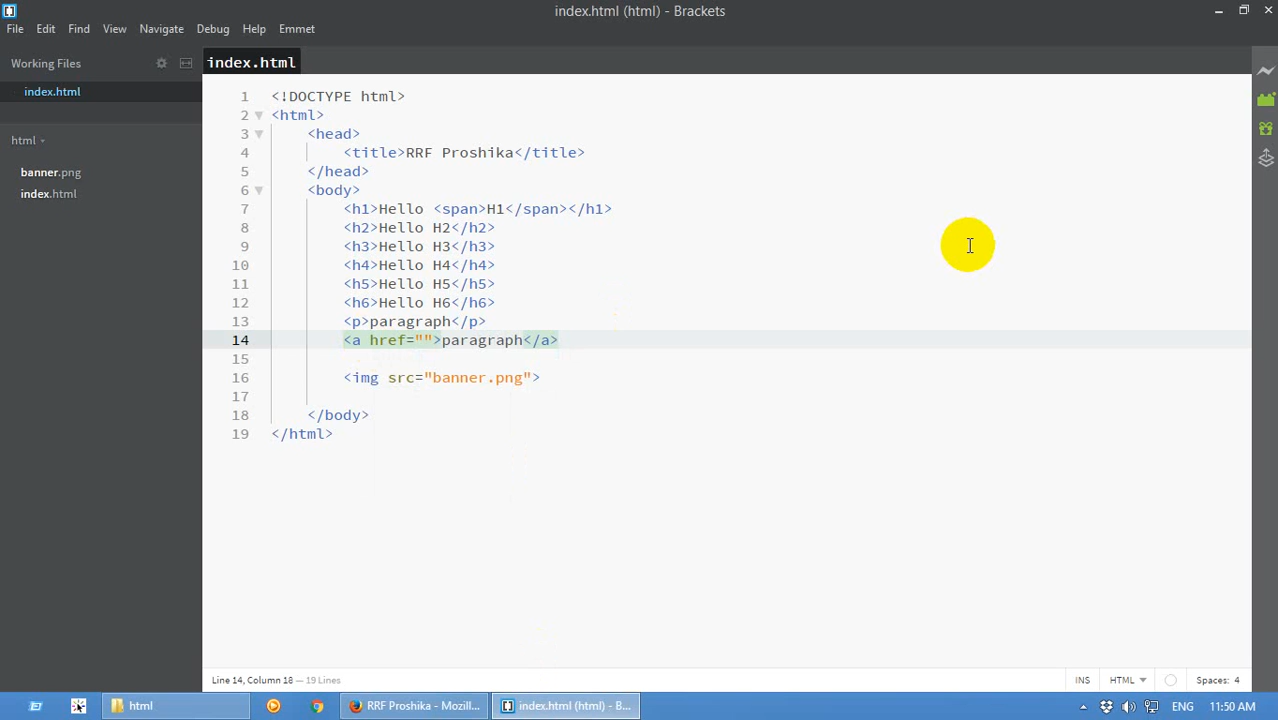 index.html (html) - Brackets
File Edit Find View Navigate Debug Help Emmet
Working Files
index.html
index.html
html
banner.png
index.html
1 <!DOCTYPE html>
2 <html>
3 <head>
4 <title>RRF Proshika</title>
5 </head>
6 <body>
7 <h1>Hello <span>H1</span></h1>
8 <h2>Hello H2</h2>
9 <h3>Hello H3</h3>
10 <h4>Hello H4</h4>
11 <h5>Hello H5</h5>
12 <h6>Hello H6</h6>
13 <p>paragraph</p>
14 <a href="">paragraph</a>
15
16 <img src="banner.png">
17
18 </body>
19 </html>
Line 14, Column 18 — 19 Lines
INS HTML Spaces: 4
html RRF Proshika - Mozill... index.html (html) - B... ENG 11:50 AM